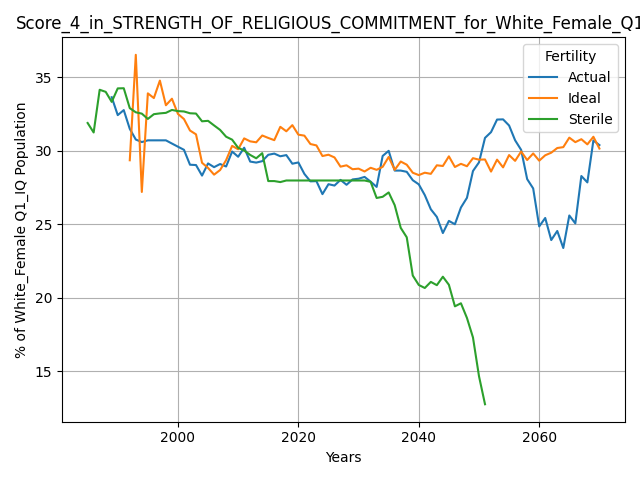 Score_4_in_STRENGTH_OF_RELIGIOUS_COMMITMENT_for_White_Female_Q1
Fertility
Actual
Ideal
Sterile
% of White_Female Q1_IQ Population
35
30
25
20
15
2000 2020 2040 2060
Years